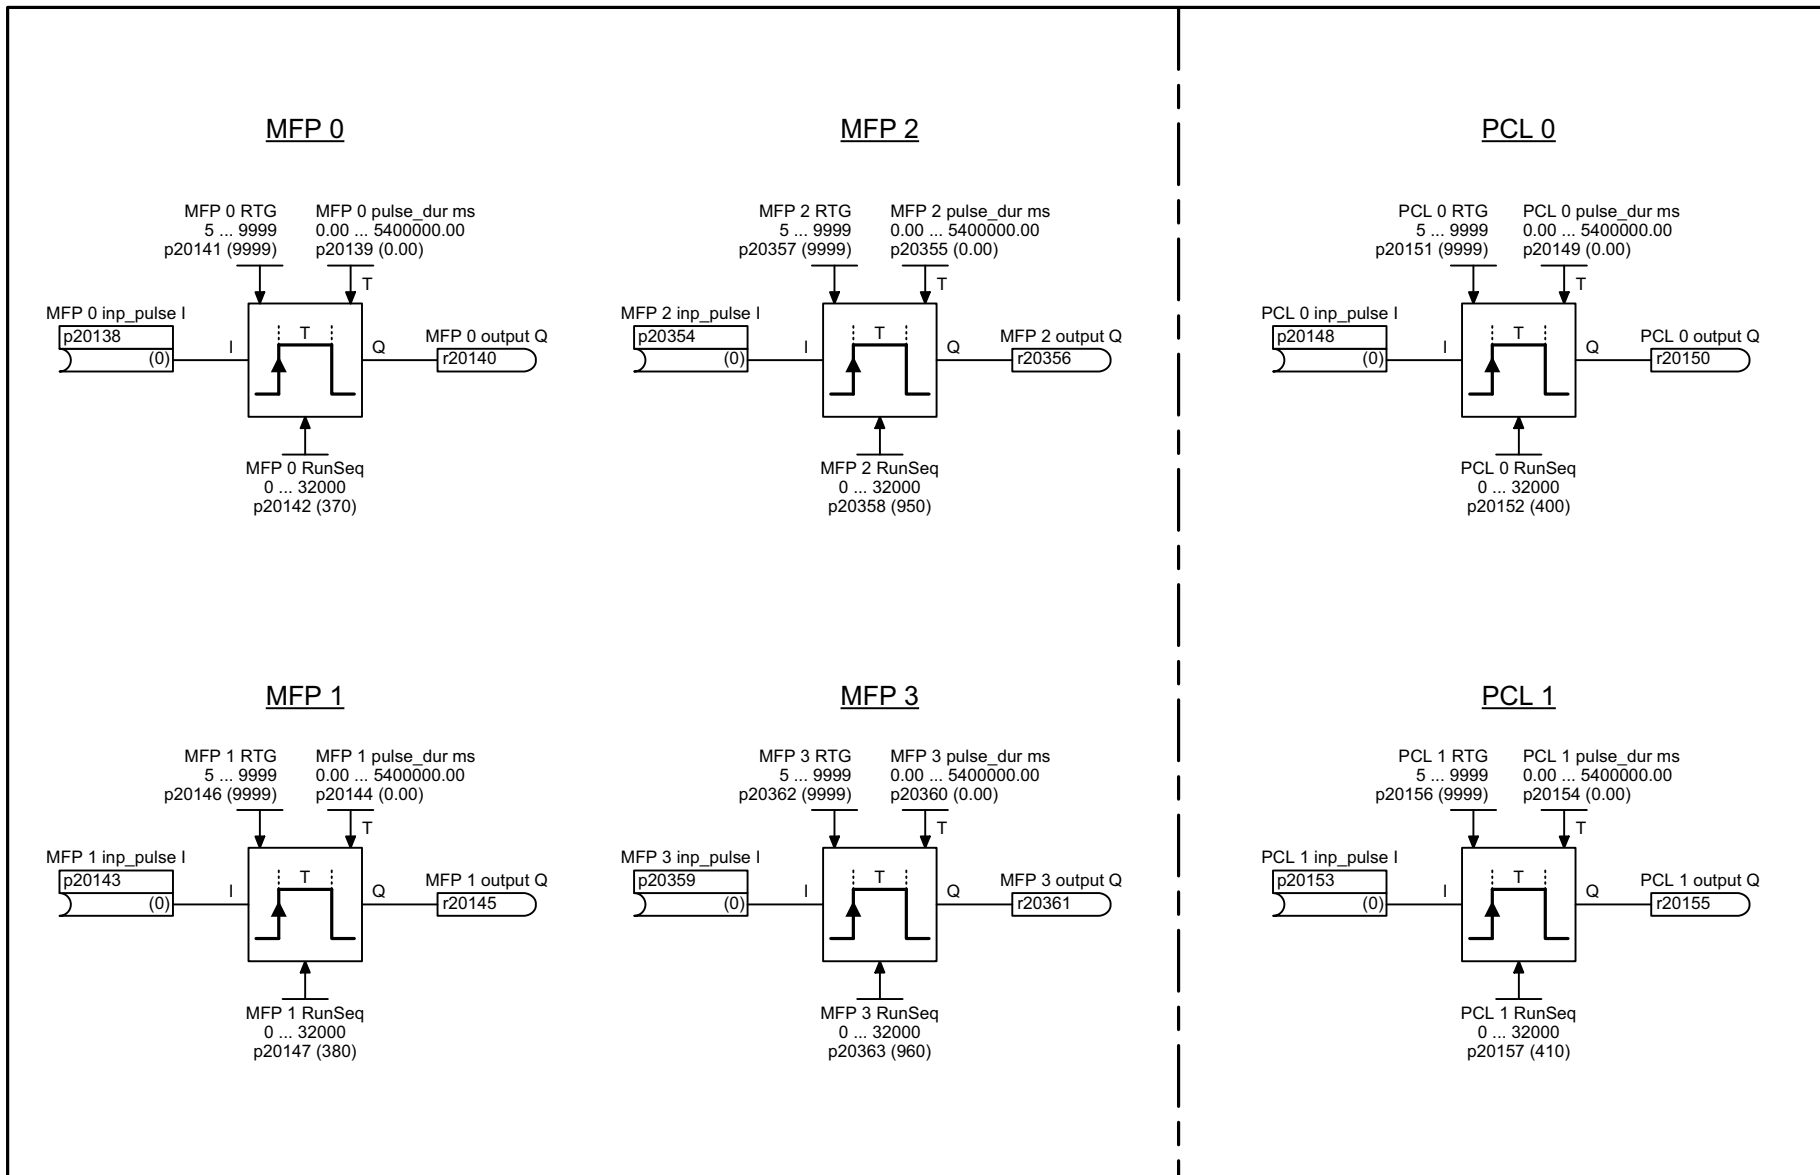 MFP 0
MFP 0 RTG
5 ... 9999
p20141 (9999)
MFP 0 pulse_dur ms
0.00 ... 5400000.00
p20139 (0.00)
T
MFP 0 inp_pulse I
p20138
(0)
I
T
Q
MFP 0 output Q
r20140
MFP 0 RunSeq
0 ... 32000
p20142 (370)
MFP 2
MFP 2 RTG
5 ... 9999
p20357 (9999)
MFP 2 pulse_dur ms
0.00 ... 5400000.00
p20355 (0.00)
T
MFP 2 inp_pulse I
p20354
(0)
I
T
Q
MFP 2 output Q
r20356
MFP 2 RunSeq
0 ... 32000
p20358 (950)
PCL 0
PCL 0 RTG
5 ... 9999
p20151 (9999)
PCL 0 pulse_dur ms
0.00 ... 5400000.00
p20149 (0.00)
T
PCL 0 inp_pulse I
p20148
(0)
I
T
Q
PCL 0 output Q
r20150
PCL 0 RunSeq
0 ... 32000
p20152 (400)
MFP 1
MFP 1 RTG
5 ... 9999
p20146 (9999)
MFP 1 pulse_dur ms
0.00 ... 5400000.00
p20144 (0.00)
T
MFP 1 inp_pulse I
p20143
(0)
I
T
Q
MFP 1 output Q
r20145
MFP 1 RunSeq
0 ... 32000
p20147 (380)
MFP 3
MFP 3 RTG
5 ... 9999
p20362 (9999)
MFP 3 pulse_dur ms
0.00 ... 5400000.00
p20360 (0.00)
T
MFP 3 inp_pulse I
p20359
(0)
I
T
Q
MFP 3 output Q
r20361
MFP 3 RunSeq
0 ... 32000
p20363 (960)
PCL 1
PCL 1 RTG
5 ... 9999
p20156 (9999)
PCL 1 pulse_dur ms
0.00 ... 5400000.00
p20154 (0.00)
T
PCL 1 inp_pulse I
p20153
(0)
I
T
Q
PCL 1 output Q
r20155
PCL 1 RunSeq
0 ... 32000
p20157 (410)